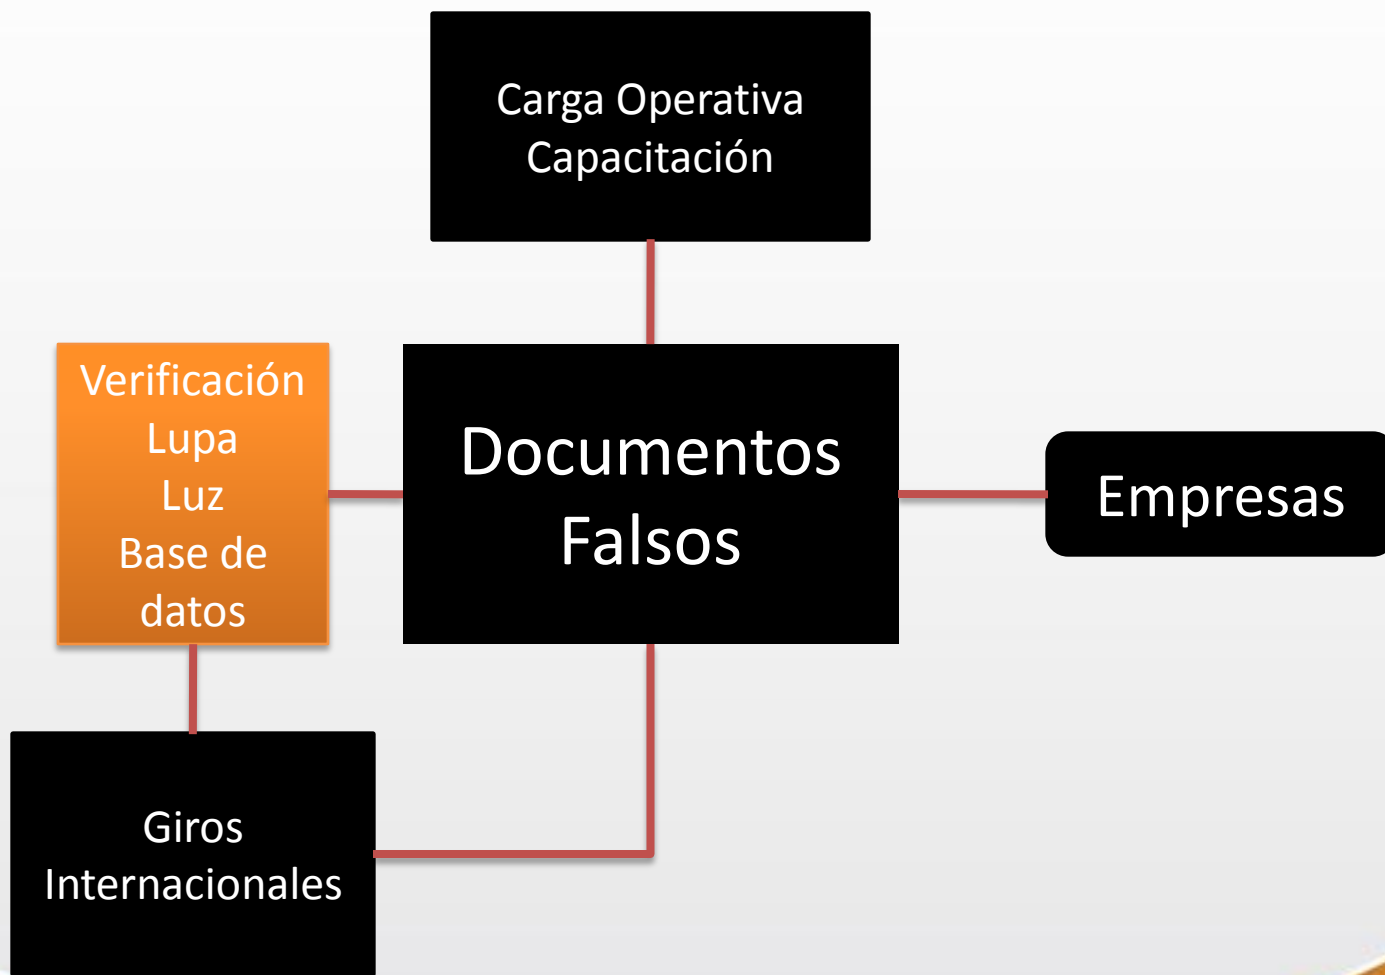 Carga Operativa
Capacitación
Verificación
Lupa
Luz
Base de
datos
Documentos
Falsos
Empresas
Giros
Internacionales